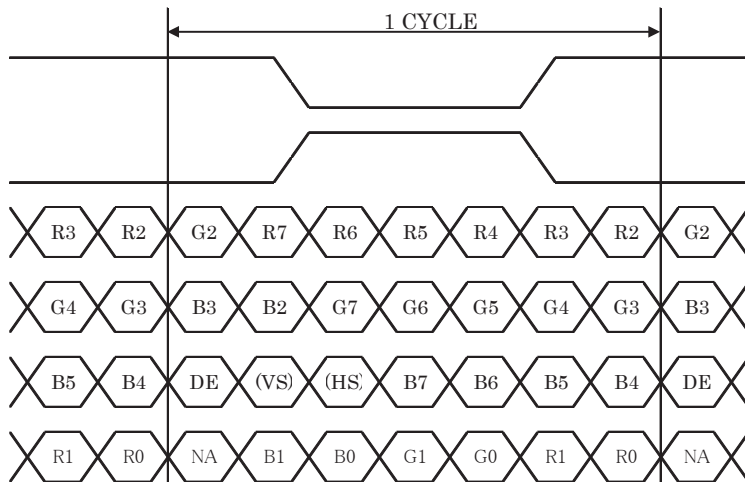 1 CYCLE
R3 R2 G2 R7 R6 R5 R4 R3 R2 G2
G4 G3 B3 B2 G7 G6 G5 G4 G3 B3
B5 B4 DE (VS) (HS) B7 B6 B5 B4 DE
R1 R0 NA B1 B0 G1 G0 R1 R0 NA